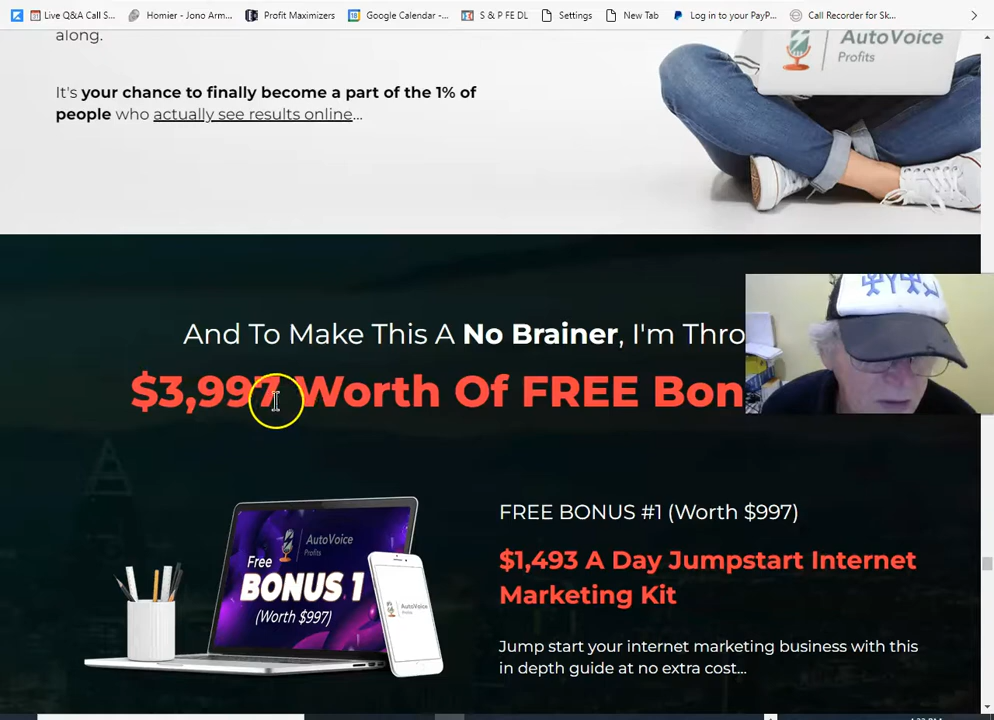 Live Q&A Call S...
Homier - Jono Arm...
Profit Maximizers
Google Calendar -...
S & P FE DL
Settings
New Tab
Log in to your PayP...
Call Recorder for Sk...
along.
AutoVoice
Profits
It's your chance to finally become a part of the 1% of
people who actually see results online...
And To Make This A No Brainer, I'm Thro
$3,997 Worth Of FREE Bon
FREE BONUS #1 (Worth $997)
$1,493 A Day Jumpstart Internet
Marketing Kit
Jump start your internet marketing business with this
in depth guide at no extra cost...
AutoVoice
Profits
Free
BONUS 1
(Worth $997)
AutoVoice
Profits